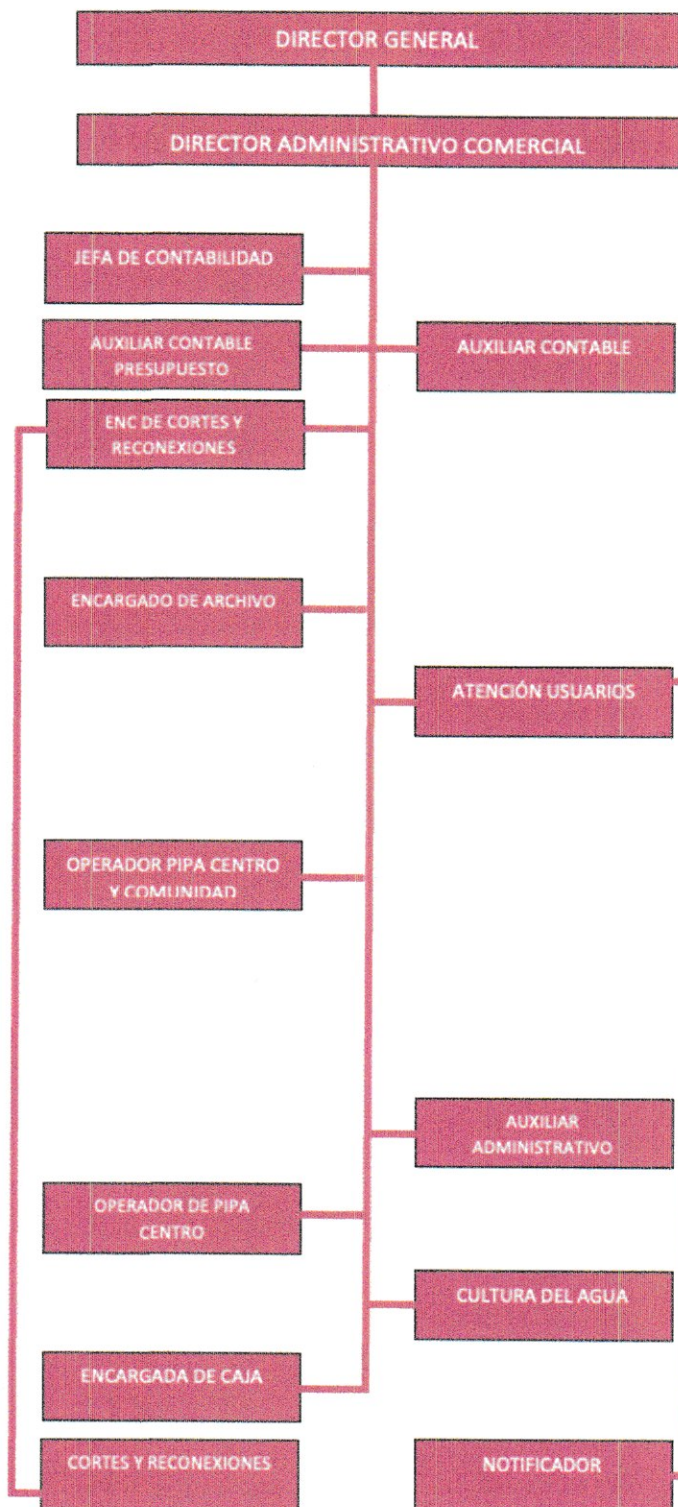 DIRECTOR GENERAL
DIRECTOR ADMINISTRATIVO COMERCIAL
JEFA DE CONTABILIDAD
AUXILIAR CONTABLE
PRESUPUESTO
AUXILIAR CONTABLE
ENC DE CORTES Y
RECONEXIONES
ENCARGADO DE ARCHIVO
ATENCIÓN USUARIOS
OPERADOR PIPA CENTRO
Y COMUNIDAD
AUXILIAR
ADMINISTRATIVO
OPERADOR DE PIPA
CENTRO
CULTURA DEL AGUA
ENCARGADA DE CAJA
CORTES Y RECONEXIONES
NOTIFICADOR